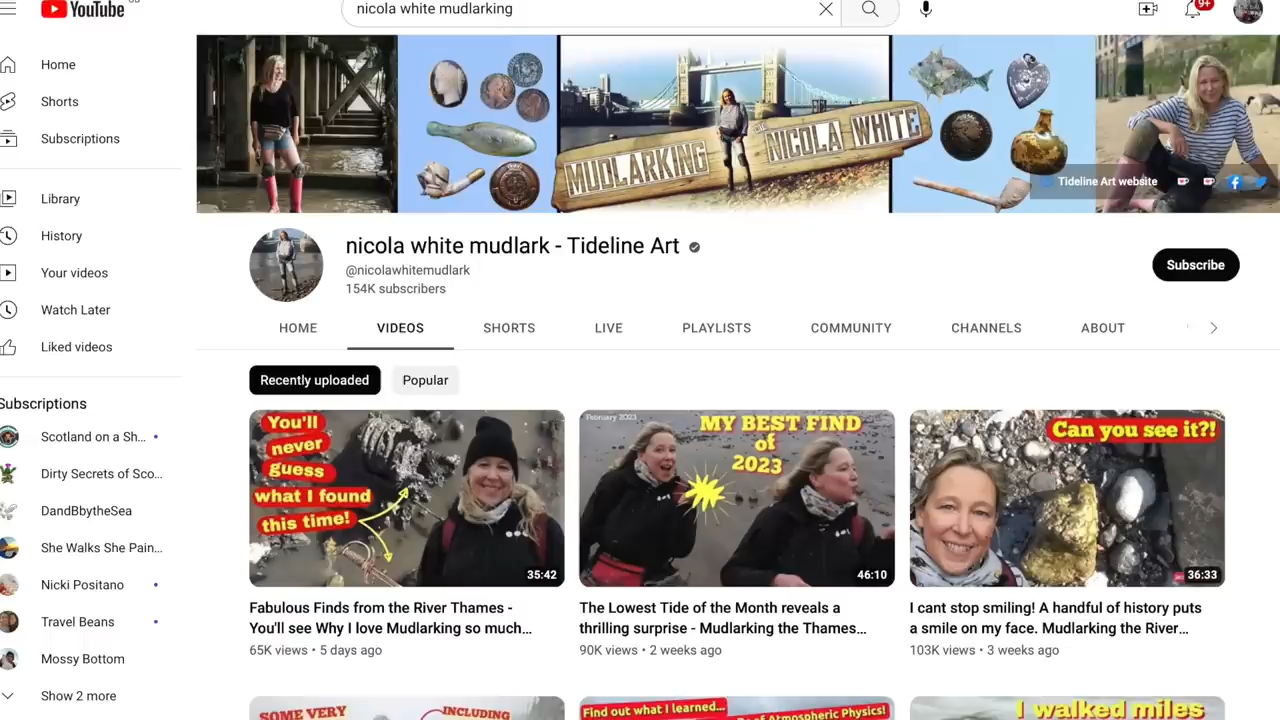 YouTube
nicola white mudlarking
9+
Home
Shorts
Subscriptions
Library
History
Your videos
Watch Later
Liked videos
Subscriptions
Scotland on a Sh...
Dirty Secrets of Sco...
DandBbytheSea
She Walks She Pain...
Nicki Positano
Travel Beans
Mossy Bottom
Show 2 more
MUDLARKING
NICOLA WHITE
Tideline Art website
nicola white mudlark - Tideline Art
@nicolawhitemudlark
154K subscribers
Subscribe
HOME
VIDEOS
SHORTS
LIVE
PLAYLISTS
COMMUNITY
CHANNELS
ABOUT
Recently uploaded
Popular
You'll
never
guess
what I found
this time!
35:42
Fabulous Finds from the River Thames -
You'll see Why I love Mudlarking so much...
65K views • 5 days ago
February 2023
MY BEST FIND
of
2023
46:10
The Lowest Tide of the Month reveals a
thrilling surprise - Mudlarking the Thames...
90K views • 2 weeks ago
Can you see it?!
36:33
I cant stop smiling! A handful of history puts
a smile on my face. Mudlarking the River...
103K views • 3 weeks ago
SOME VERY
INCLUDING
Find out what I learned...
of Atmospheric Physics!
I walked miles